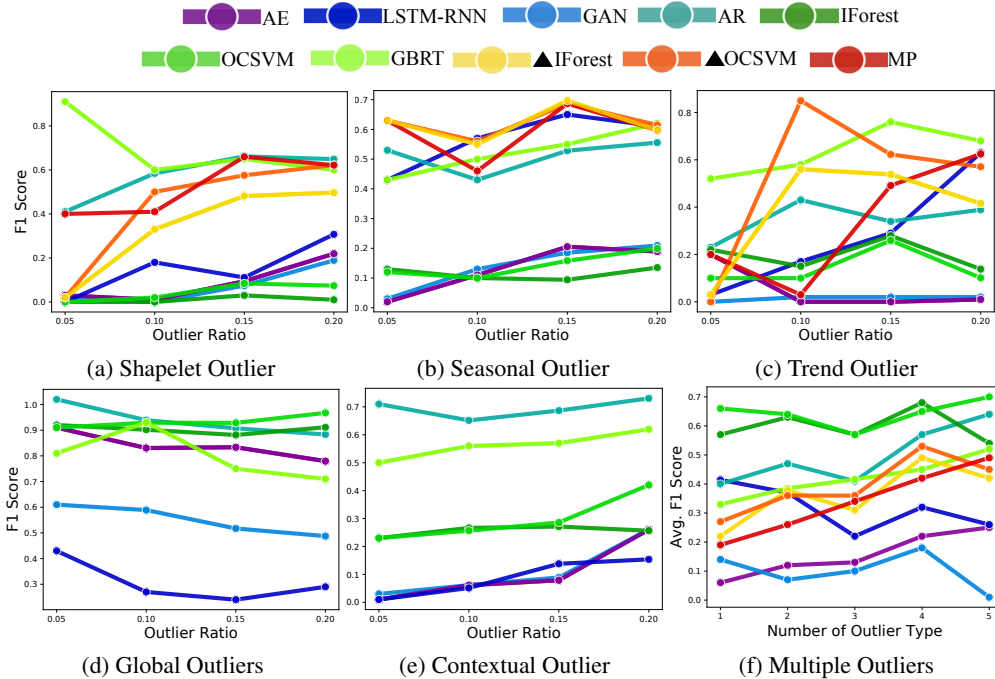 AE LSTM-RNN GAN AR IForest
OCSVM GBRT ▲IForest ▲OCSVM MP
F1 Score
0.8
0.6
0.4
0.2
0.0
0.05 0.10 0.15 0.20
Outlier Ratio
(a) Shapelet Outlier
0.7
0.6
0.5
0.4
0.3
0.2
0.1
0.0
0.05 0.10 0.15 0.20
Outlier Ratio
(b) Seasonal Outlier
0.8
0.6
0.4
0.2
0.0
0.05 0.10 0.15 0.20
Outlier Ratio
(c) Trend Outlier
F1 Score
1.0
0.9
0.8
0.7
0.6
0.5
0.4
0.3
0.05 0.10 0.15 0.20
Outlier Ratio
(d) Global Outliers
0.7
0.6
0.5
0.4
0.3
0.2
0.1
0.0
0.05 0.10 0.15 0.20
Outlier Ratio
(e) Contextual Outlier
Avg. F1 Score
0.7
0.6
0.5
0.4
0.3
0.2
0.1
0.0
1 2 3 4 5
Number of Outlier Type
(f) Multiple Outliers